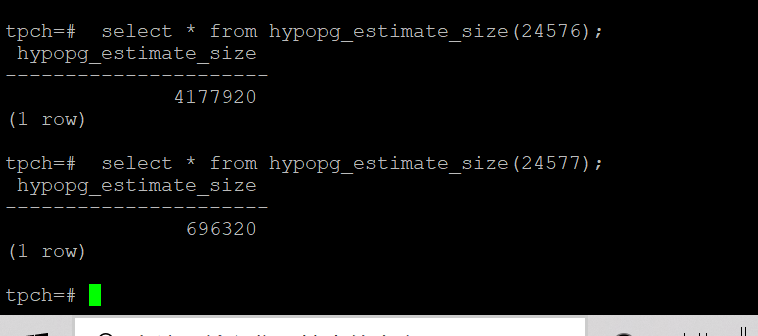 tpch=#  select * from hypopg_estimate_size(24576);
 hypopg_estimate_size
----------------------
              4177920
(1 row)
tpch=#  select * from hypopg_estimate_size(24577);
 hypopg_estimate_size
----------------------
               696320
(1 row)
tpch=#